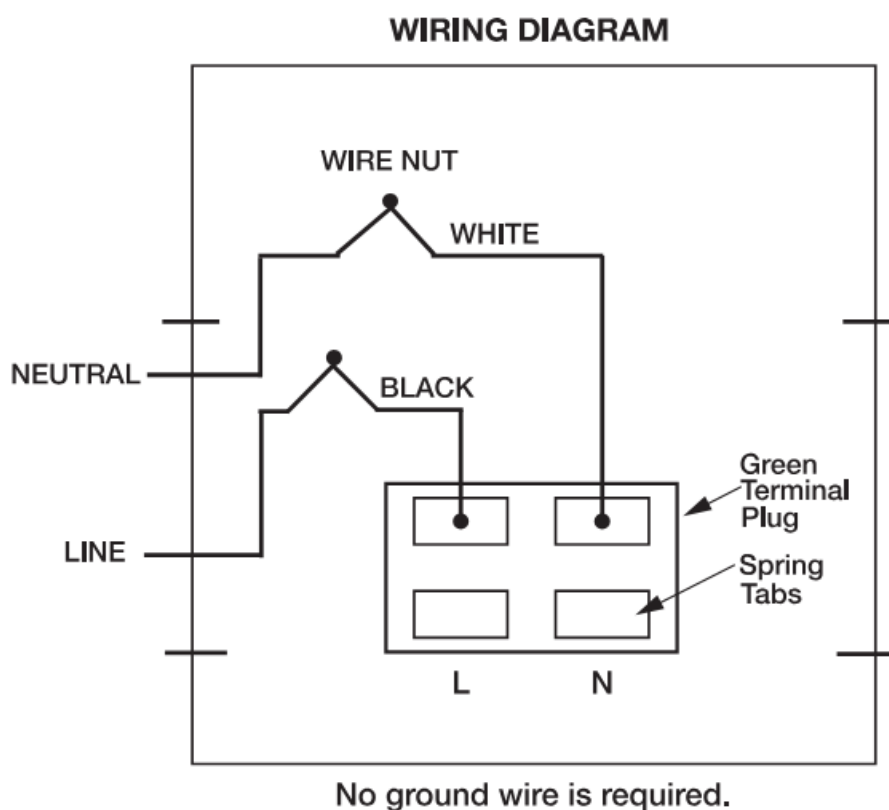 WIRING DIAGRAM
WIRE NUT
WHITE
NEUTRAL
BLACK
Green
Terminal
Plug
LINE
Spring
Tabs
L N
No ground wire is required.